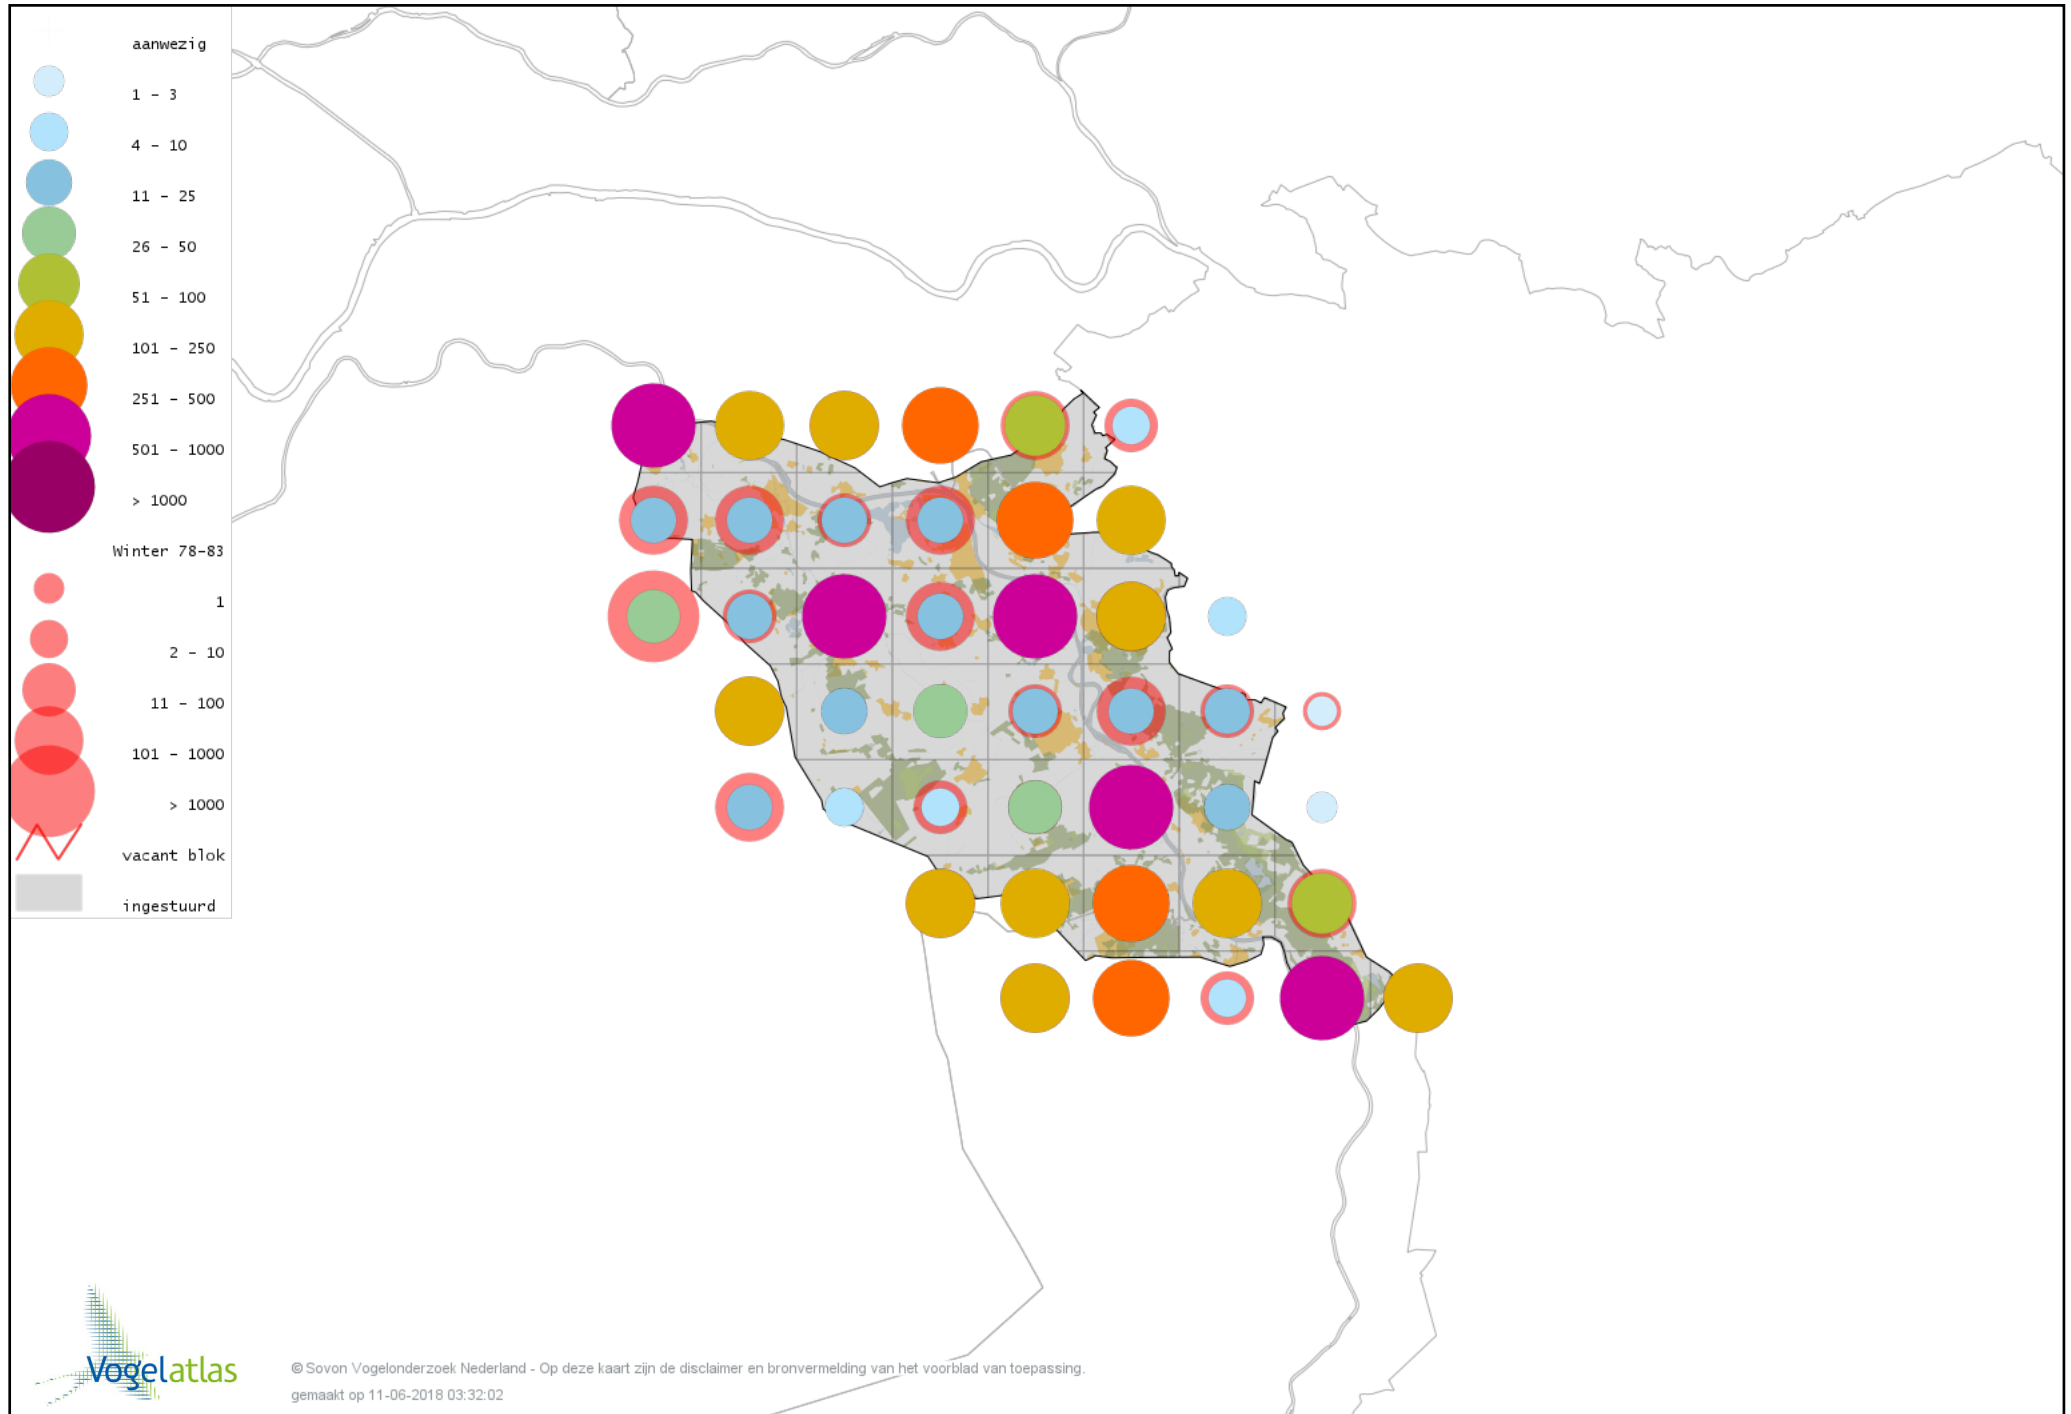 aanwezig
1 - 3
4 - 10
11 - 25
26 - 50
51 - 100
101 - 250
251 - 500
501 - 1000
> 1000
Winter 78-83
1
2 - 10
11 - 100
101 - 1000
> 1000
vacant blok
ingestuurd
Vogelatlas
© Sovon Vogelonderzoek Nederland - Op deze kaart zijn de disclaimer en bronvermelding van het voorblad van toepassing.
gemaakt op 11-06-2018 03:32:02